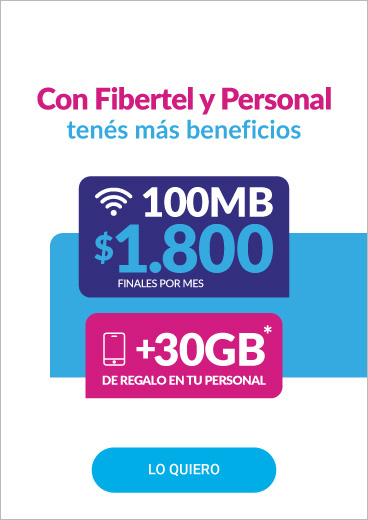 Con Fibertel y Personal
tenés más beneficios
100MB
$1.800
FINALES POR MES
+30GB*
DE REGALO EN TU PERSONAL
LO QUIERO